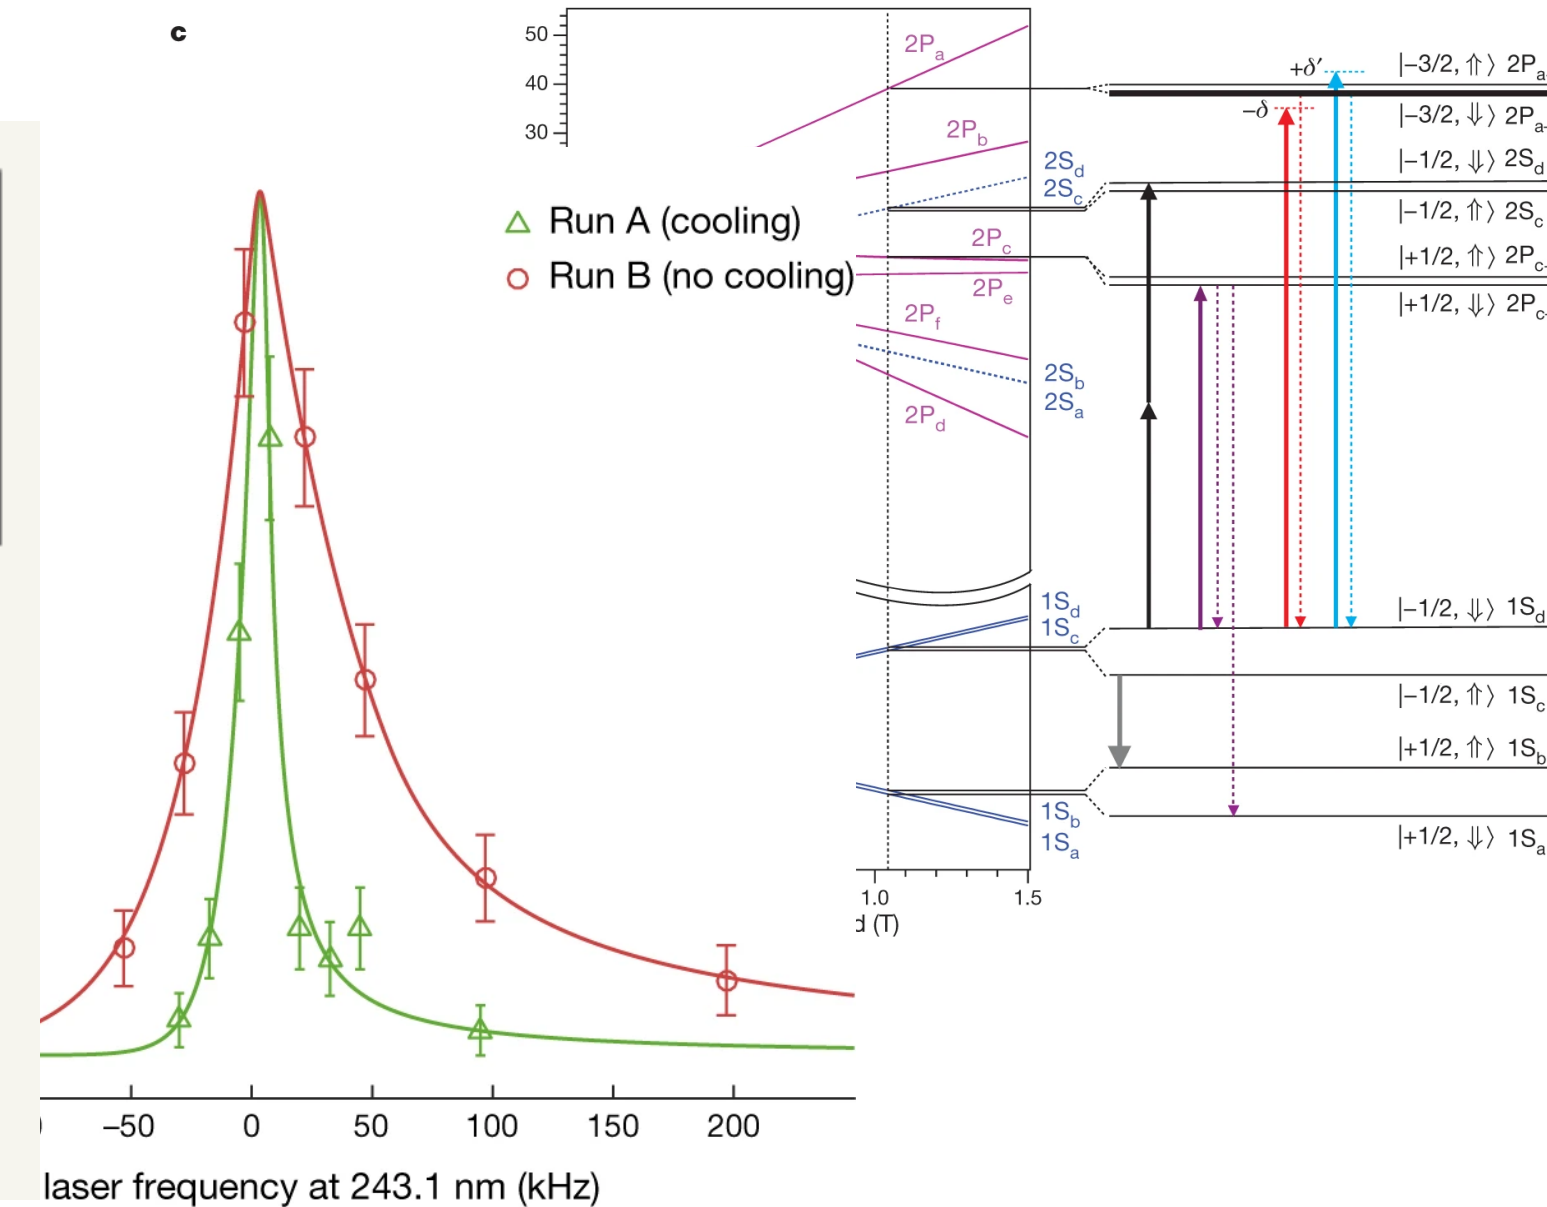 c
50
40
30
2Pa
2Pb
2Sd
2Sc
2Pc
2Pe
2Pf
2Sb
2Sa
2Pd
1Sd
1Sc
1Sb
1Sa
1.0
1.5
d (T)
Run A (cooling)
Run B (no cooling)
+δ′
−δ
|−3/2, ⇑⟩ 2Pa
|−3/2, ⇓⟩ 2Pa
|−1/2, ⇓⟩ 2Sd
|−1/2, ⇑⟩ 2Sc
|+1/2, ⇑⟩ 2Pc
|+1/2, ⇓⟩ 2Pc
|−1/2, ⇓⟩ 1Sd
|−1/2, ⇑⟩ 1Sc
|+1/2, ⇑⟩ 1Sb
|+1/2, ⇓⟩ 1Sa
–50 0 50 100 150 200
laser frequency at 243.1 nm (kHz)